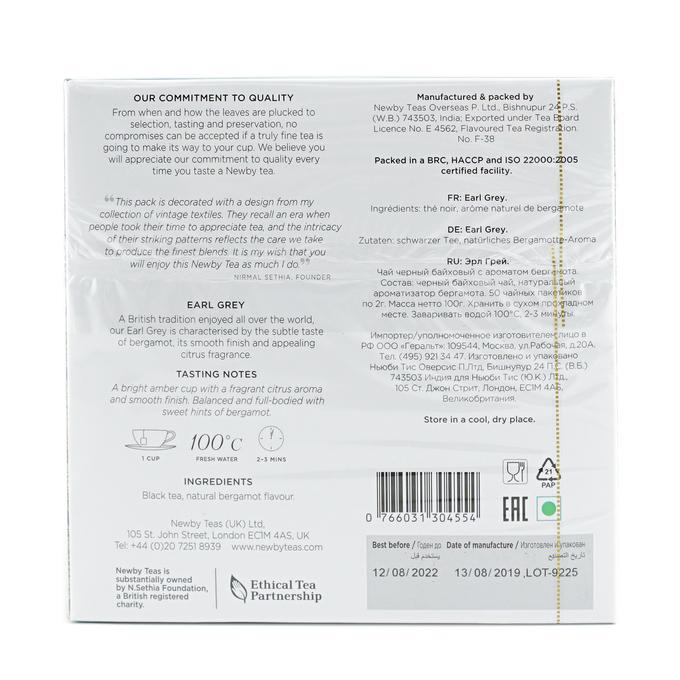 OUR COMMITMENT TO QUALITY
From when and how the leaves are plucked to
selection, tasting and preservation, no
compromises can be accepted if a truly fine tea is
going to make its way to your cup. We believe you
will appreciate our commitment to quality every
time you taste a Newby tea.
“This pack is decorated with a design from my
collection of vintage textiles. They recall an era when
people took their time to appreciate tea, and the intricacy
of their striking patterns reflects the care we take
to produce the finest blends. It is my wish that you
will enjoy this Newby Tea as much I do.”
NIRMAL SETHIA, FOUNDER
EARL GREY
A British tradition enjoyed all over the world,
our Earl Grey is characterised by the subtle taste
of bergamot, its smooth finish and appealing
citrus fragrance.
TASTING NOTES
A bright amber cup with a fragrant citrus aroma
and smooth finish. Balanced and full-bodied with
sweet hints of bergamot.
100°C
1 CUP FRESH WATER 2-3 MINS
INGREDIENTS
Black tea, natural bergamot flavour.
Newby Teas (UK) Ltd,
105 St. John Street, London EC1M 4AS, UK
Tel: +44 (0)20 7251 8939 www.newbyteas.com
Newby Teas is
substantially owned
by N.Sethia Foundation,
a British registered
charity.
Ethical Tea
Partnership
Manufactured & packed by
Newby Teas Overseas P. Ltd., Bishnupur 24 P.S.
(W.B.) 743503, India; Exported under Tea Board
Licence No. E 4562, Flavoured Tea Registration
No. F-38
Packed in a BRC, HACCP and ISO 22000:2005
certified facility.
FR: Earl Grey.
Ingrédients: thé noir, arôme naturel de bergamote
DE: Earl Grey.
Zutaten: schwarzer Tee, natürliches Bergamotte-Aroma
RU: Эрл Грей.
Чай черный байховый с ароматом бергамота.
Состав: черный байховый чай, натуральный
ароматизатор бергамота. 50 чайных пакетиков
по 2г. Масса нетто 100г. Хранить в сухом прохладном
месте. Заваривать водой 100°С, 2-3 минуты.
Импортер/уполномоченное изготовителем лицо в
РФ ООО «Геральт»: 109544, Москва, ул.Рабочая, д.20А,
Тел. (495) 921 34 47. Изготовлено и упаковано
Ньюби Тис Оверсис П.Лтд, Бишнупур 24 П.С. (В.Б.)
743503 Индия для Ньюби Тис (Ю.К.) Лтд.,
105 Ст. Джон Стрит, Лондон, EC1M 4AS,
Великобритания.
Store in a cool, dry place.
21
PAP
EAC
0 766031 304554
Best before / Годен до Date of manufacture / Изготовлен и упакован
يستخدم قبل تاريخ التصنيع
12/08/2022 13/08/2019 ,LOT-9225